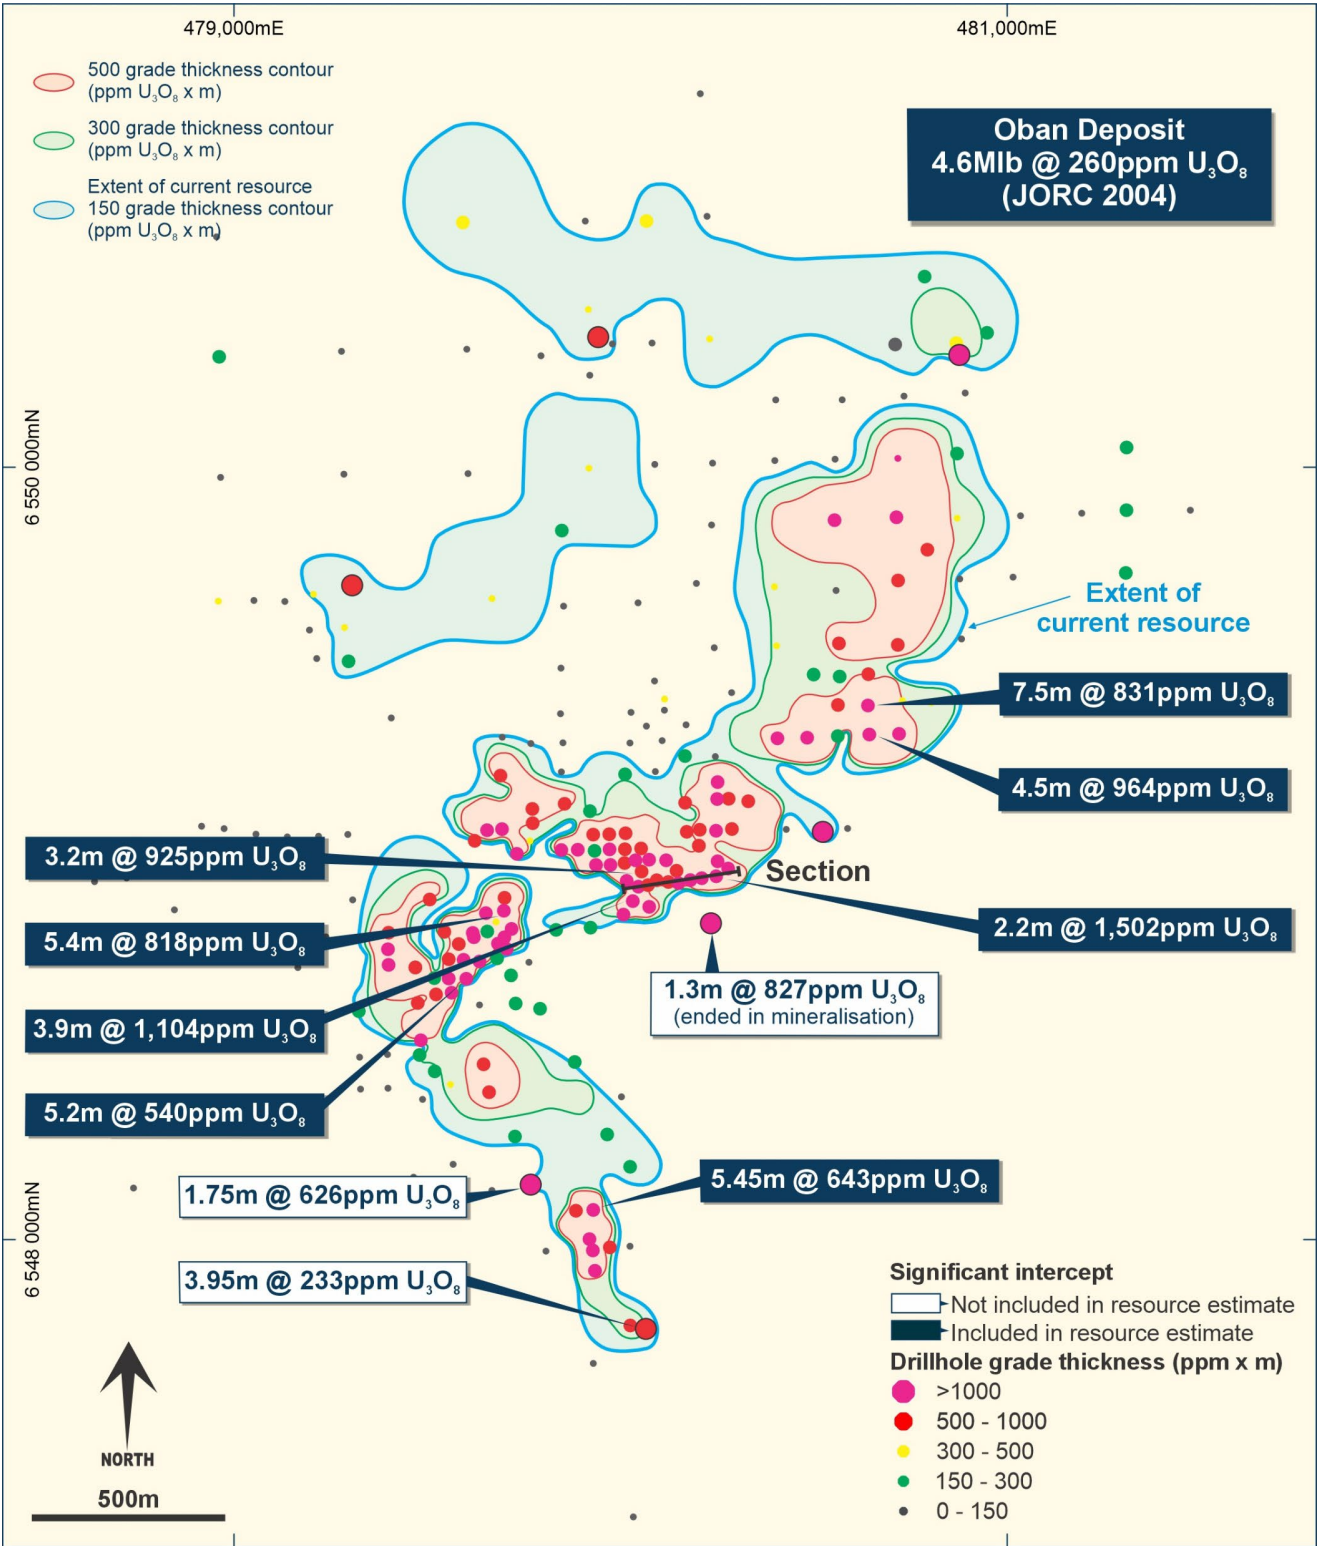 479,000mE
481,000mE
500 grade thickness contour
(ppm U₃O₈ x m)
300 grade thickness contour
(ppm U₃O₈ x m)
Extent of current resource
150 grade thickness contour
(ppm U₃O₈ x m)
Oban Deposit
4.6Mlb @ 260ppm U₃O₈
(JORC 2004)
6 550 000mN
Extent of
current resource
7.5m @ 831ppm U₃O₈
4.5m @ 964ppm U₃O₈
3.2m @ 925ppm U₃O₈
Section
5.4m @ 818ppm U₃O₈
2.2m @ 1,502ppm U₃O₈
1.3m @ 827ppm U₃O₈
(ended in mineralisation)
3.9m @ 1,104ppm U₃O₈
5.2m @ 540ppm U₃O₈
5.45m @ 643ppm U₃O₈
1.75m @ 626ppm U₃O₈
6 548 000mN
3.95m @ 233ppm U₃O₈
Significant intercept
Not included in resource estimate
Included in resource estimate
Drillhole grade thickness (ppm x m)
>1000
500 - 1000
300 - 500
150 - 300
0 - 150
NORTH
500m